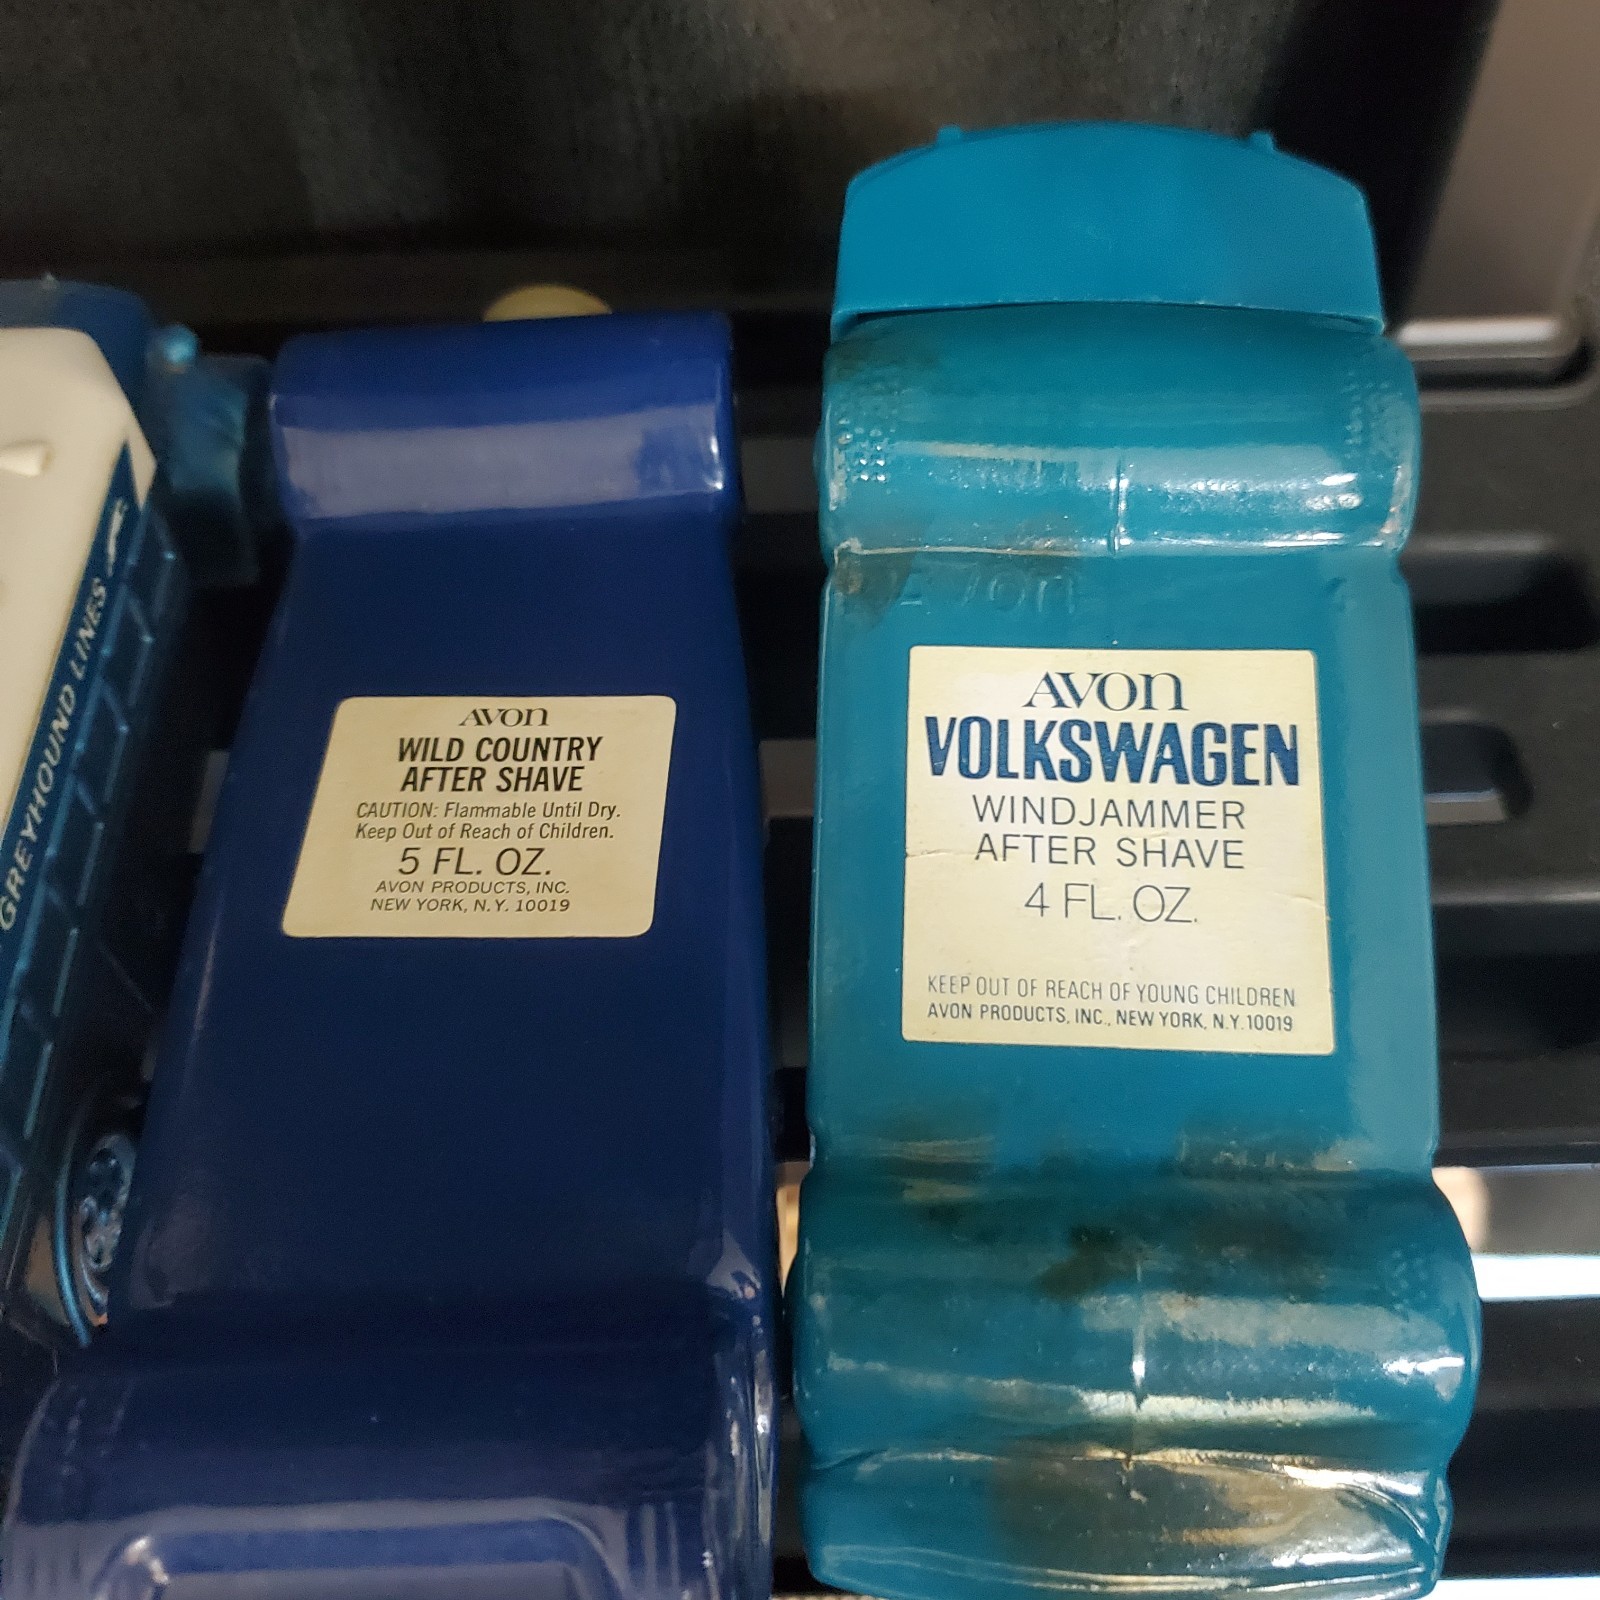 GREYHOUND LINES
AVON
WILD COUNTRY
AFTER SHAVE
CAUTION: Flammable Until Dry.
Keep Out of Reach of Children.
5 FL. OZ.
AVON PRODUCTS, INC.
NEW YORK, N.Y. 10019
Avon
AVON
VOLKSWAGEN
WINDJAMMER
AFTER SHAVE
4 FL. OZ.
KEEP OUT OF REACH OF YOUNG CHILDREN
AVON PRODUCTS, INC., NEW YORK, N.Y. 10019